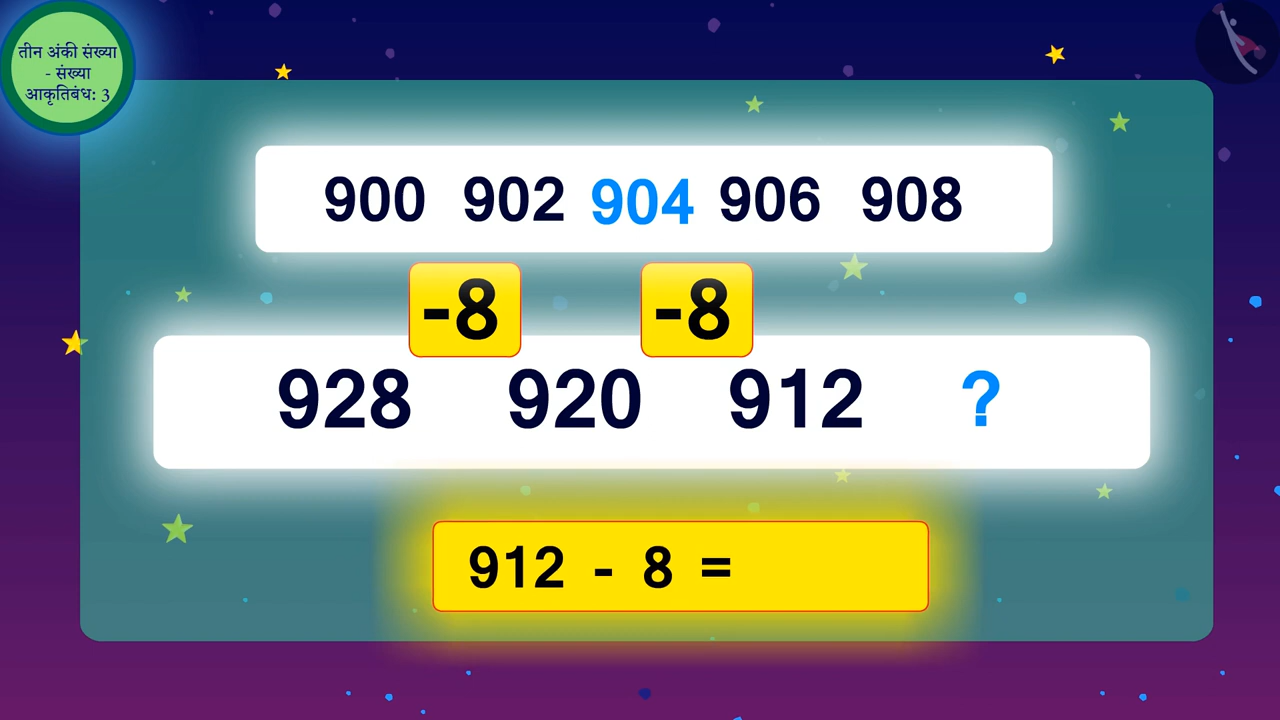 तीन अंकी संख्या
- संख्या
आकृतिबंध: 3
900 902 904 906 908
-8 -8
928 920 912 ?
912 - 8 =